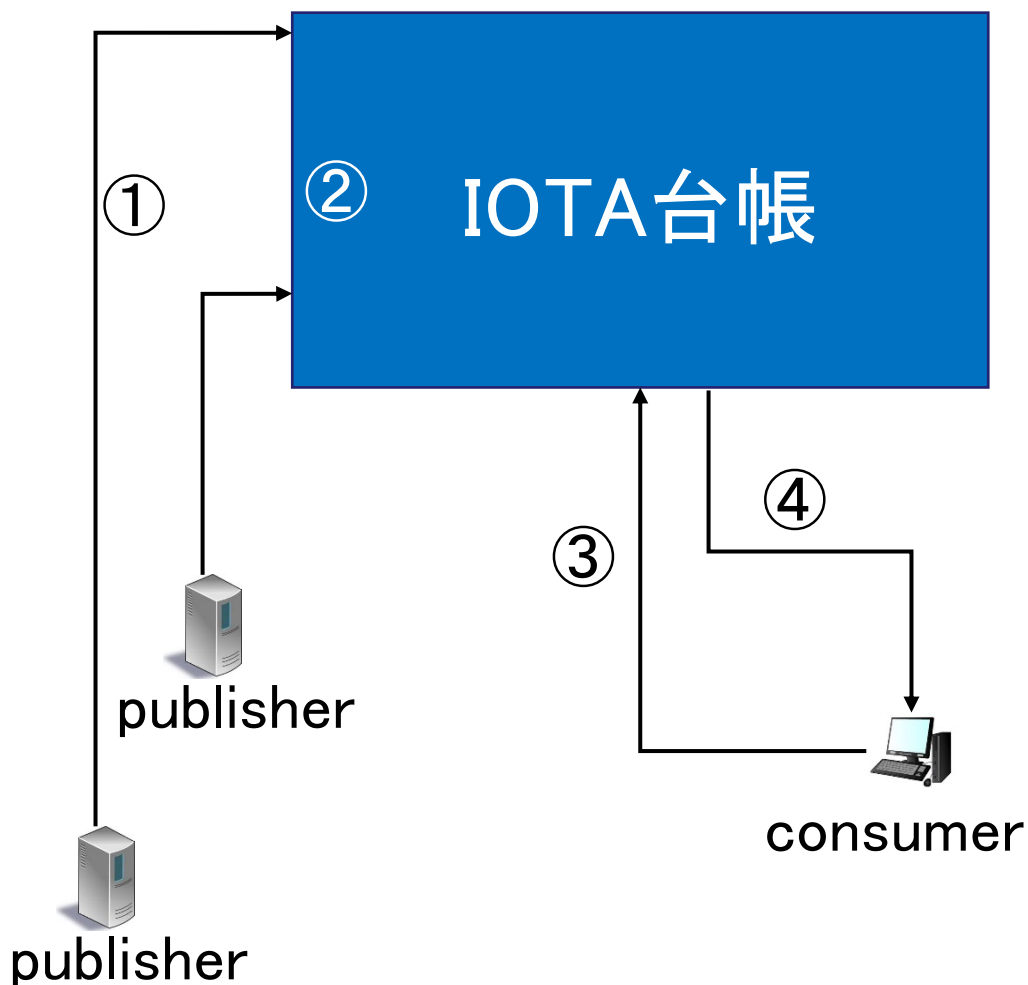 ①
②
IOTA台帳
④
③
publisher
consumer
publisher